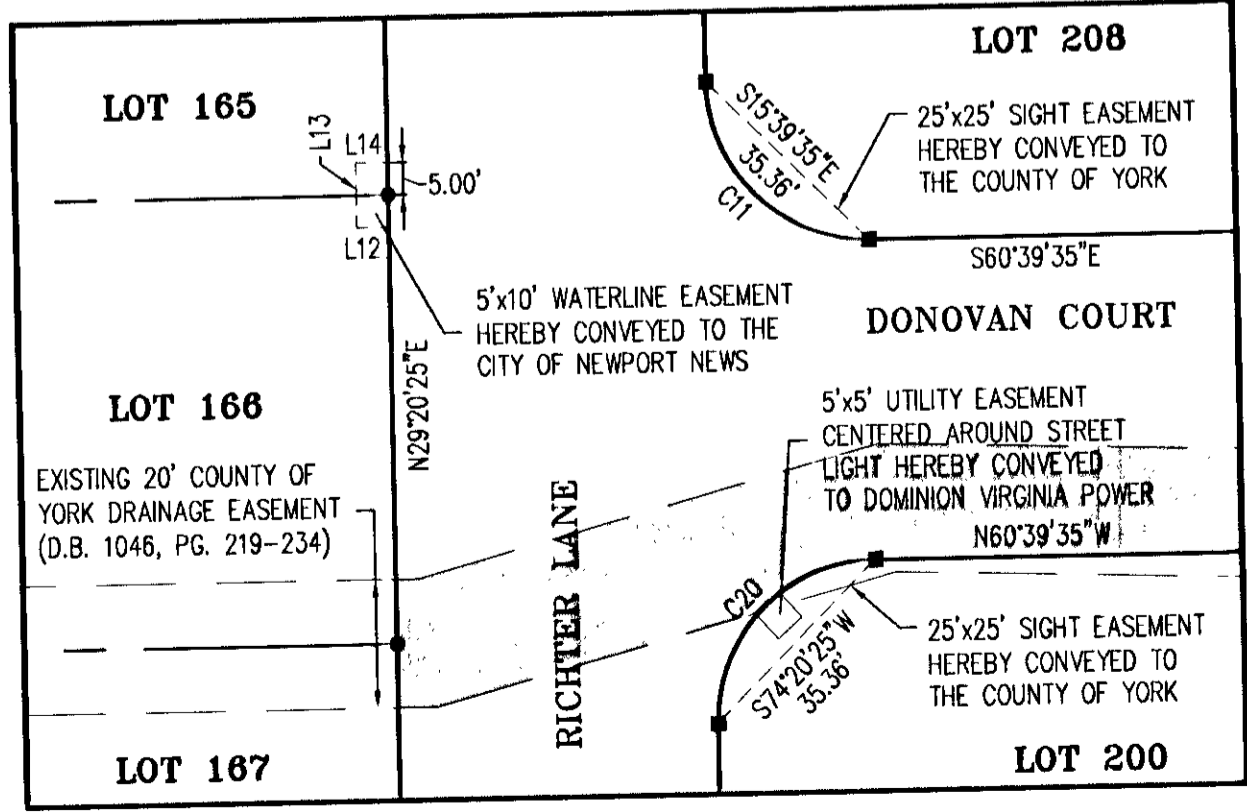 LOT 208
LOT 165
L13
L14
5.00'
L12
S15°39'35"E
35.36'
C11
25'x25' SIGHT EASEMENT
HEREBY CONVEYED TO
THE COUNTY OF YORK
S60°39'35"E
5'x10' WATERLINE EASEMENT
HEREBY CONVEYED TO THE
CITY OF NEWPORT NEWS
DONOVAN COURT
N29°20'25"E
LOT 166
5'x5' UTILITY EASEMENT
CENTERED AROUND STREET
LIGHT HEREBY CONVEYED
TO DOMINION VIRGINIA POWER
N60°39'35"W
EXISTING 20' COUNTY OF
YORK DRAINAGE EASEMENT
(D.B. 1046, PG. 219-234)
RICHTER LANE
C20
S74°20'25"W
35.36'
25'x25' SIGHT EASEMENT
HEREBY CONVEYED TO
THE COUNTY OF YORK
LOT 167
LOT 200